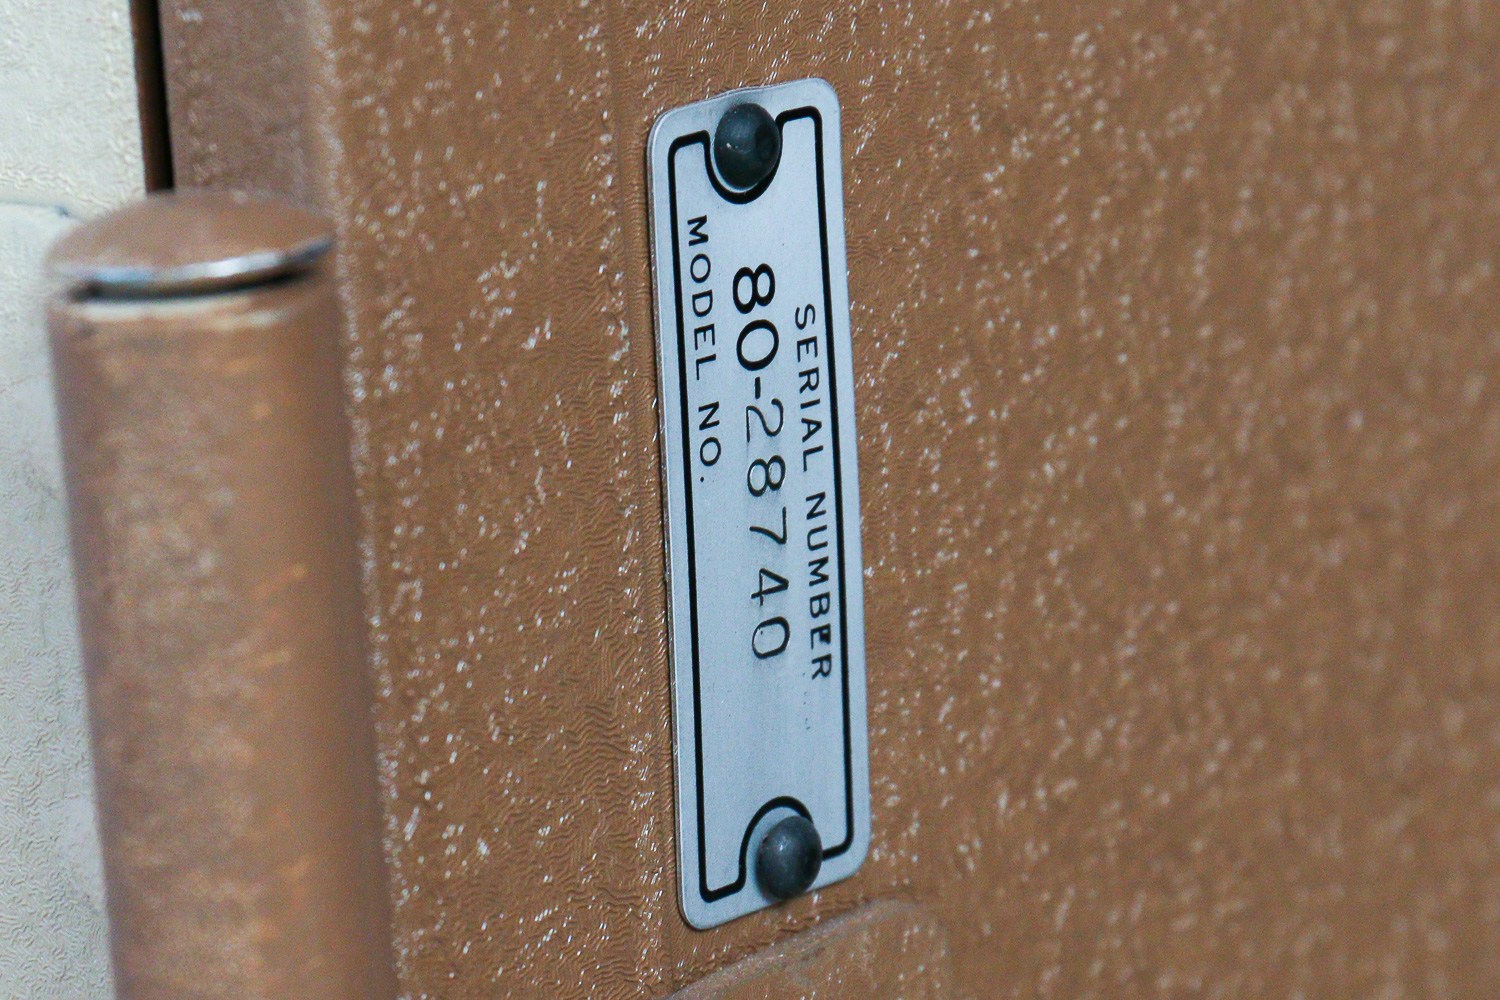 SERIAL NUMBER
80-28740
MODEL NO.